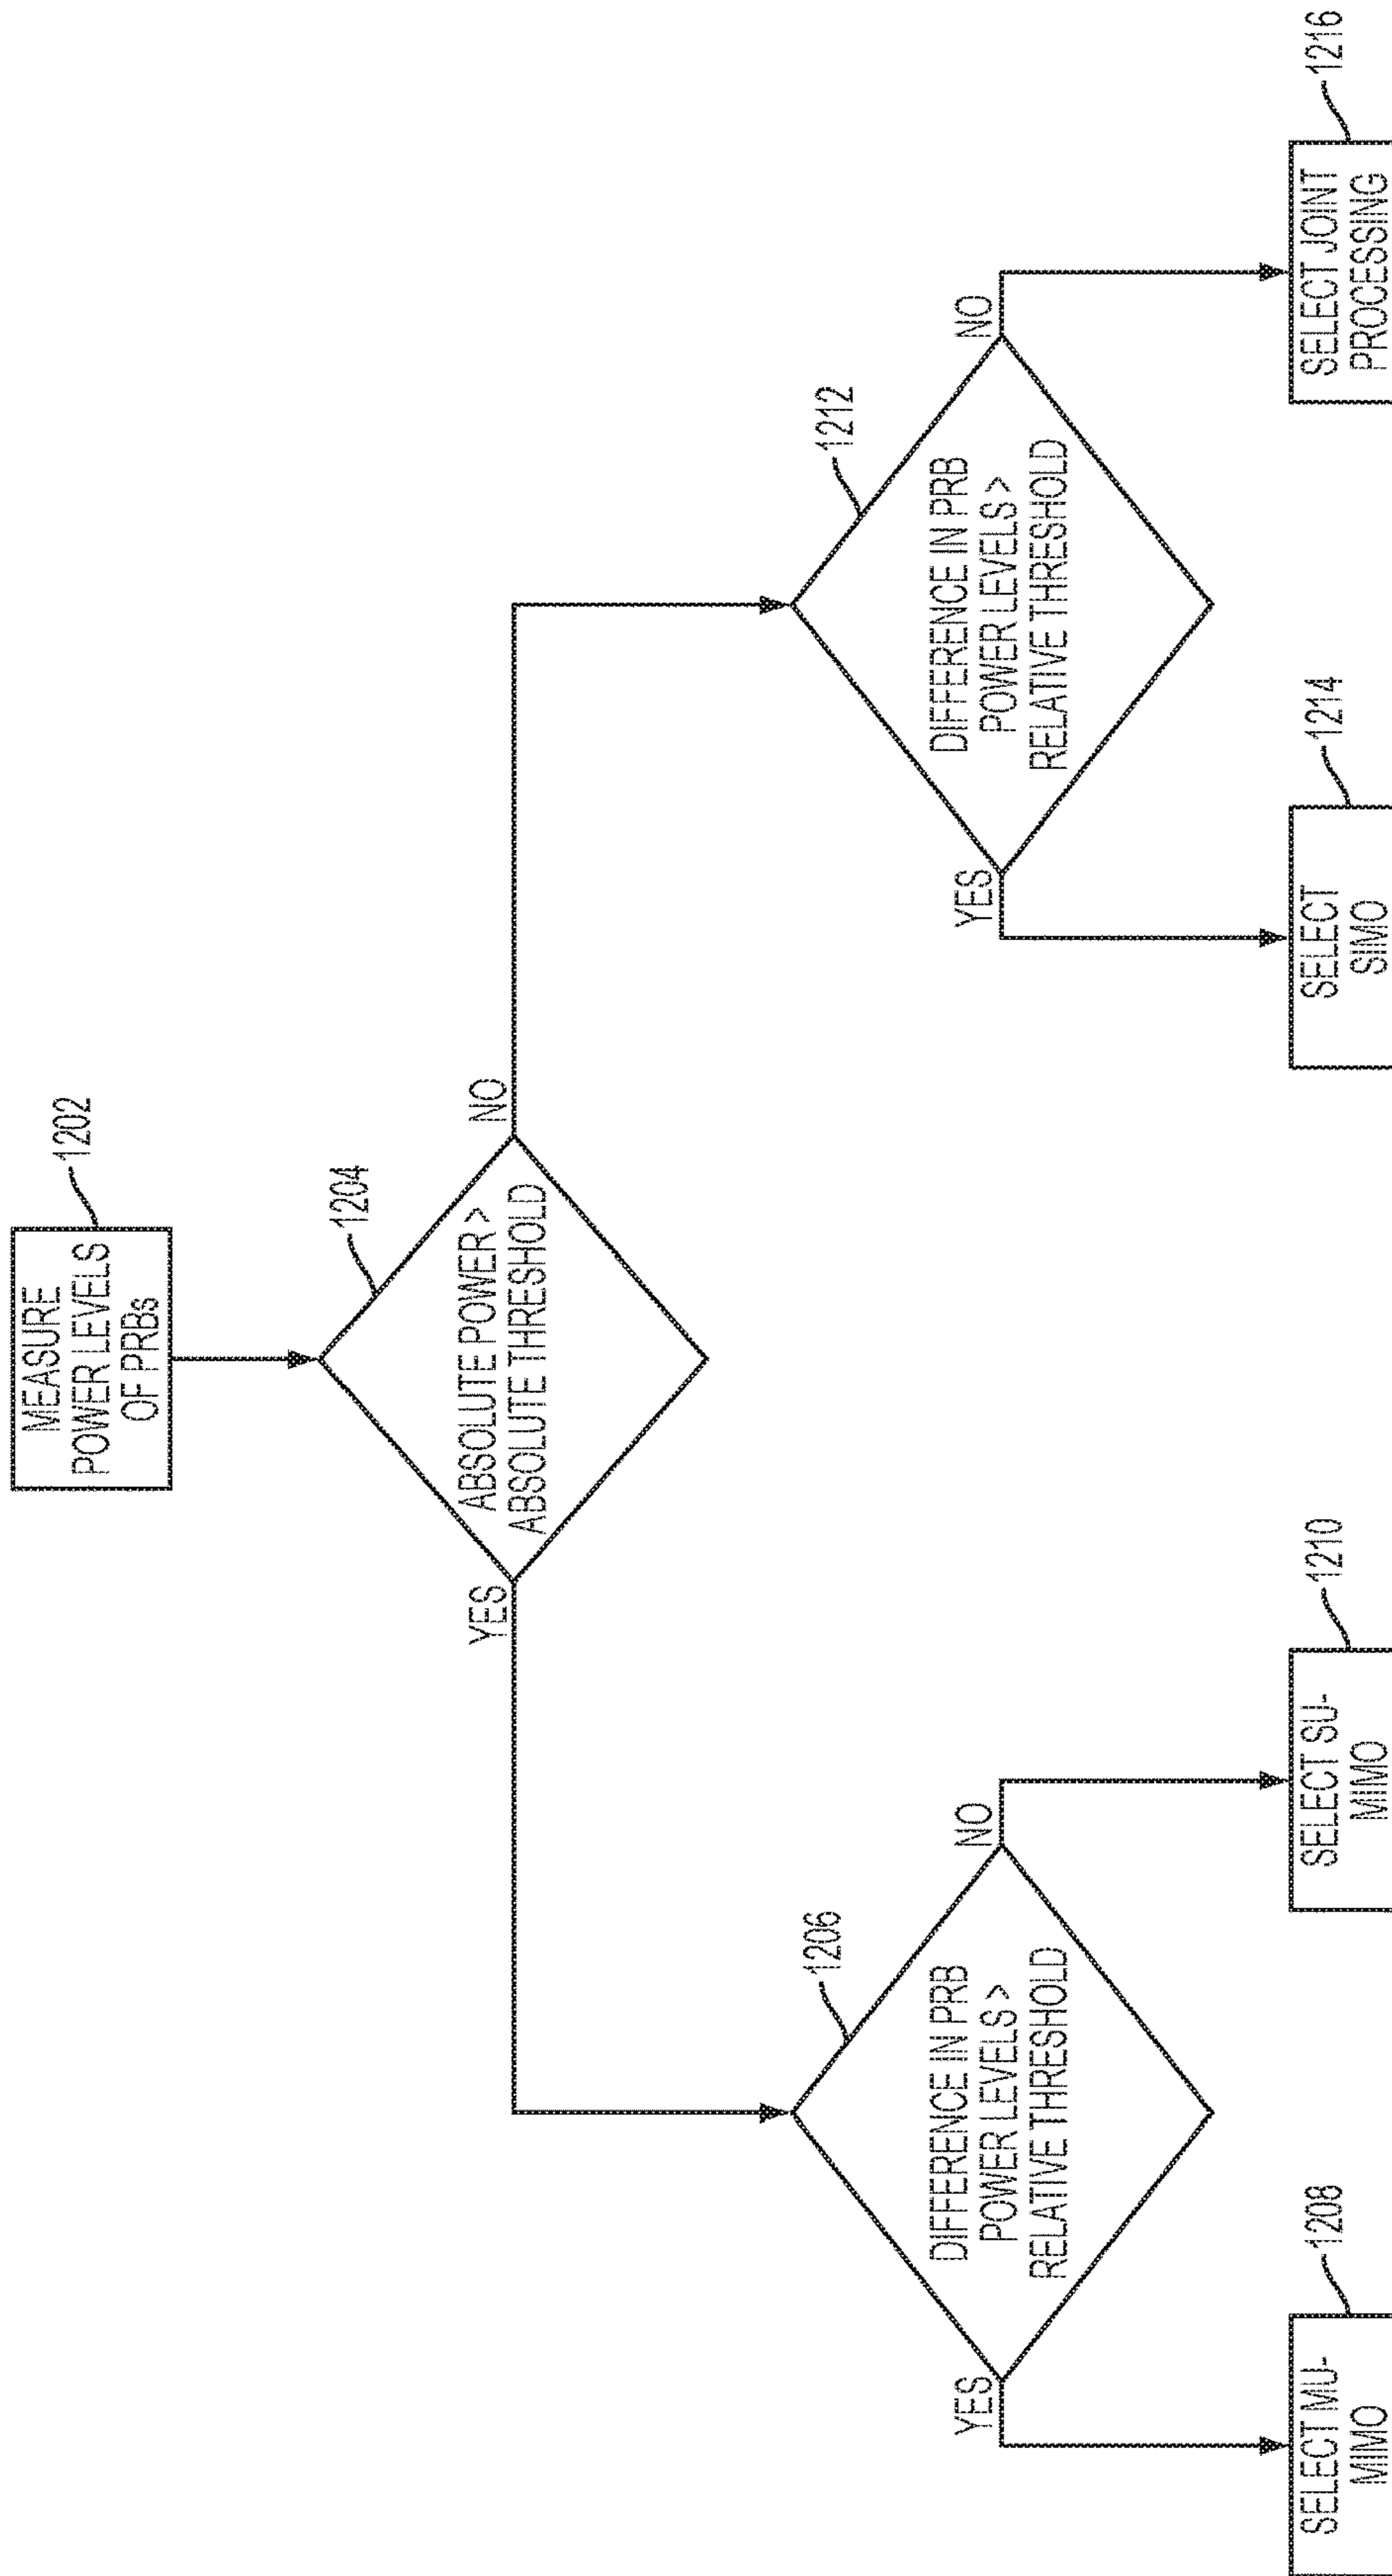 MEASURE
POWER LEVELS
OF PRBs
1202
1204
ABSOLUTE POWER >
ABSOLUTE THRESHOLD
YES
NO
1206
DIFFERENCE IN PRB
POWER LEVELS >
RELATIVE THRESHOLD
YES
NO
1212
DIFFERENCE IN PRB
POWER LEVELS >
RELATIVE THRESHOLD
YES
NO
1208
SELECT MU-
MIMO
1210
SELECT SU-
MIMO
1214
SELECT
SIMO
1216
SELECT JOINT
PROCESSING